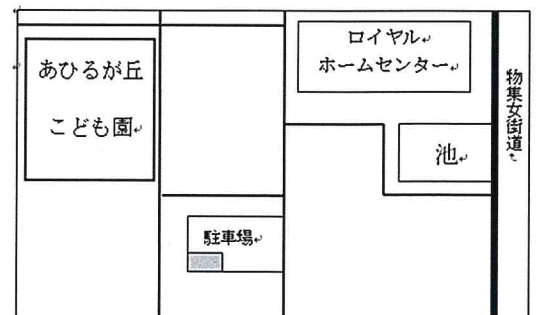 あひるが丘
こども園
ロイヤル
ホームセンター
池
駐車場
物集女街道